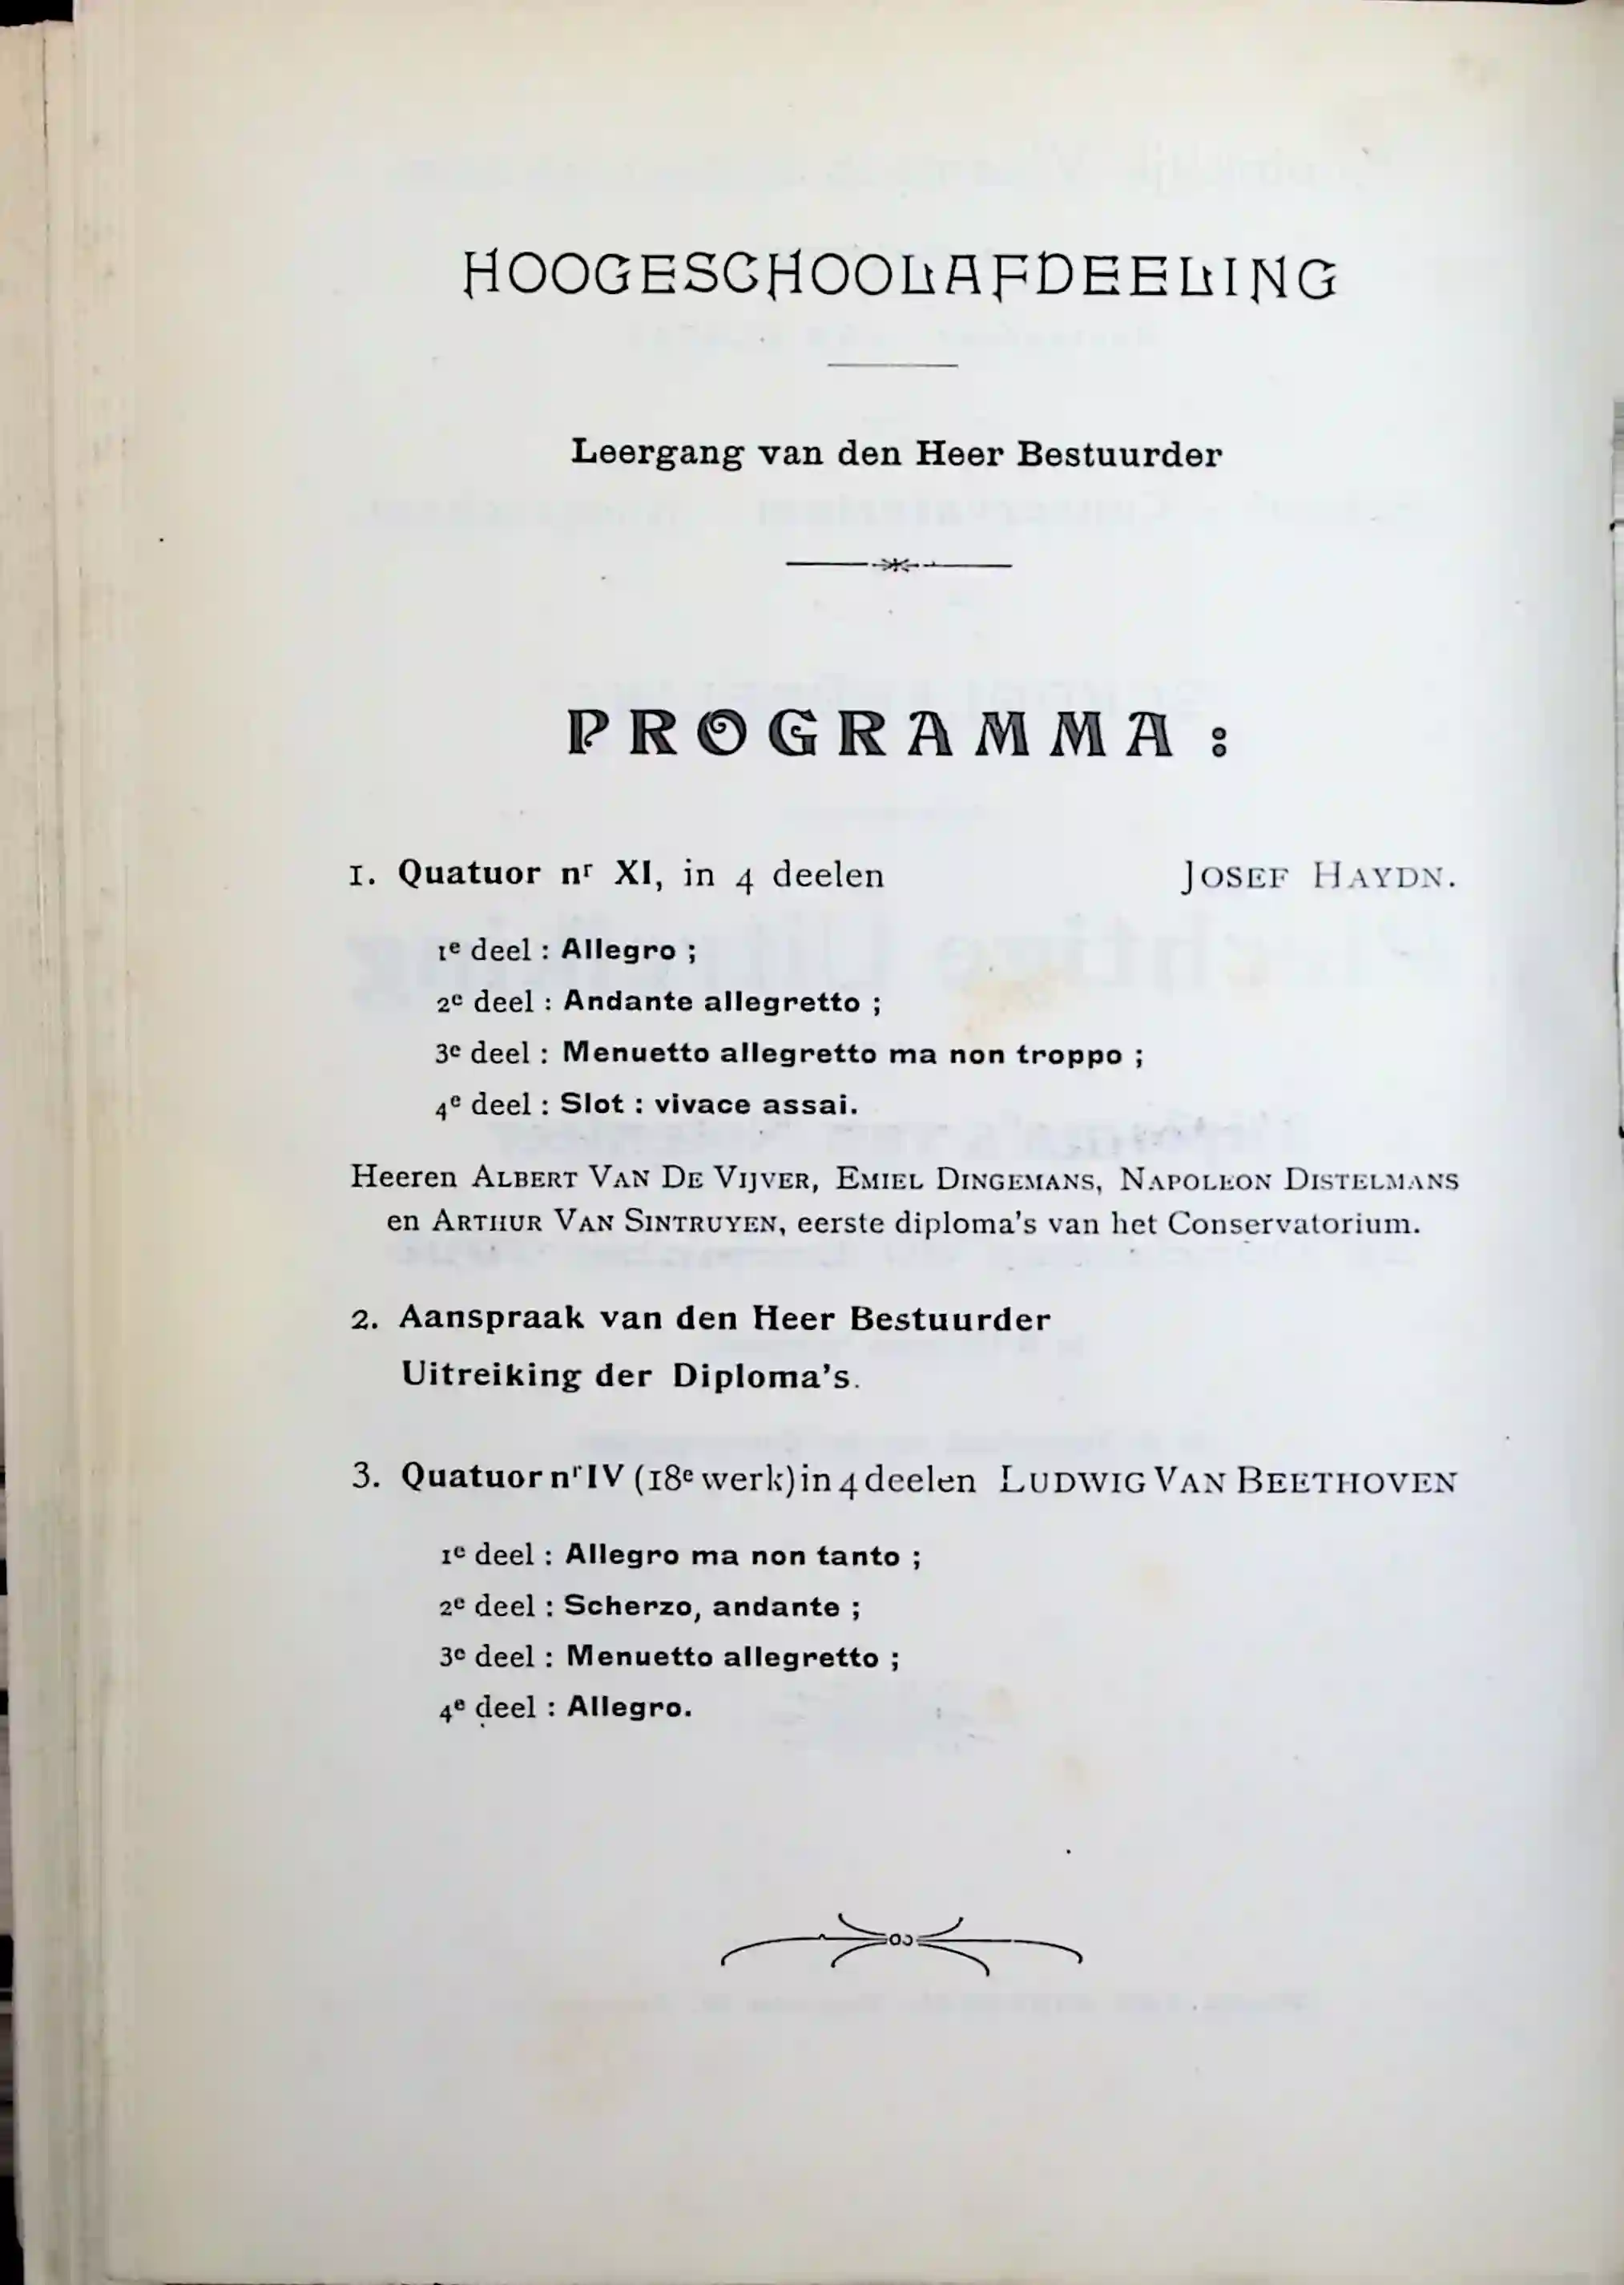 HOOGESCHOOLAFDEELING
Leergang van den Heer Bestuurder
PROGRAMMA :
1. Quatuor nr XI, in 4 deelen JOSEF HAYDN.
1e deel : Allegro ;
2e deel : Andante allegretto ;
3e deel : Menuetto allegretto ma non troppo ;
4e deel : Slot : vivace assai.
Heeren ALBERT VAN DE VIJVER, EMIEL DINGEMANS, NAPOLEON DISTELMANS
en ARTHUR VAN SINTRUYEN, eerste diploma's van het Conservatorium.
2. Aanspraak van den Heer Bestuurder
Uitreiking der Diploma's.
3. Quatuor nr IV (18e werk) in 4 deelen LUDWIG VAN BEETHOVEN
1e deel : Allegro ma non tanto ;
2e deel : Scherzo, andante ;
3e deel : Menuetto allegretto ;
4e deel : Allegro.